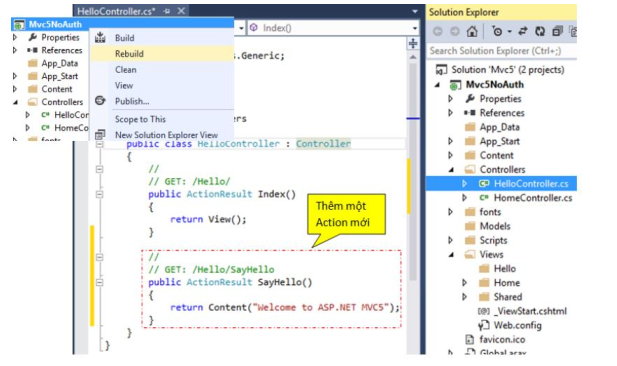 HelloController.cs*
Mvc5NoAuth
Properties
References
App_Data
App_Start
Content
Controllers
HelloCor
HomeCo
Build
Rebuild
Clean
View
Publish...
Scope to This
New Solution Explorer View
Index()
s.Generic;
ers
public class HelloController : Controller
{
//
// GET: /Hello/
public ActionResult Index()
{
return View();
}
Thêm một
Action mới
//
// GET: /Hello/SayHello
public ActionResult SayHello()
{
return Content("Welcome to ASP.NET MVC5");
}
}
}
Solution Explorer
Search Solution Explorer (Ctrl+;)
Solution 'Mvc5' (2 projects)
Mvc5NoAuth
Properties
References
App_Data
App_Start
Content
Controllers
HelloController.cs
HomeController.cs
fonts
Models
Scripts
Views
Hello
Home
Shared
_ViewStart.cshtml
Web.config
favicon.ico
Global.asax